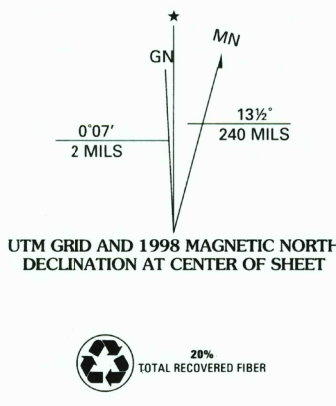 ★
GN
MN
0°07′
2 MILS
13½°
240 MILS
UTM GRID AND 1998 MAGNETIC NORTH
DECLINATION AT CENTER OF SHEET
20%
TOTAL RECOVERED FIBER